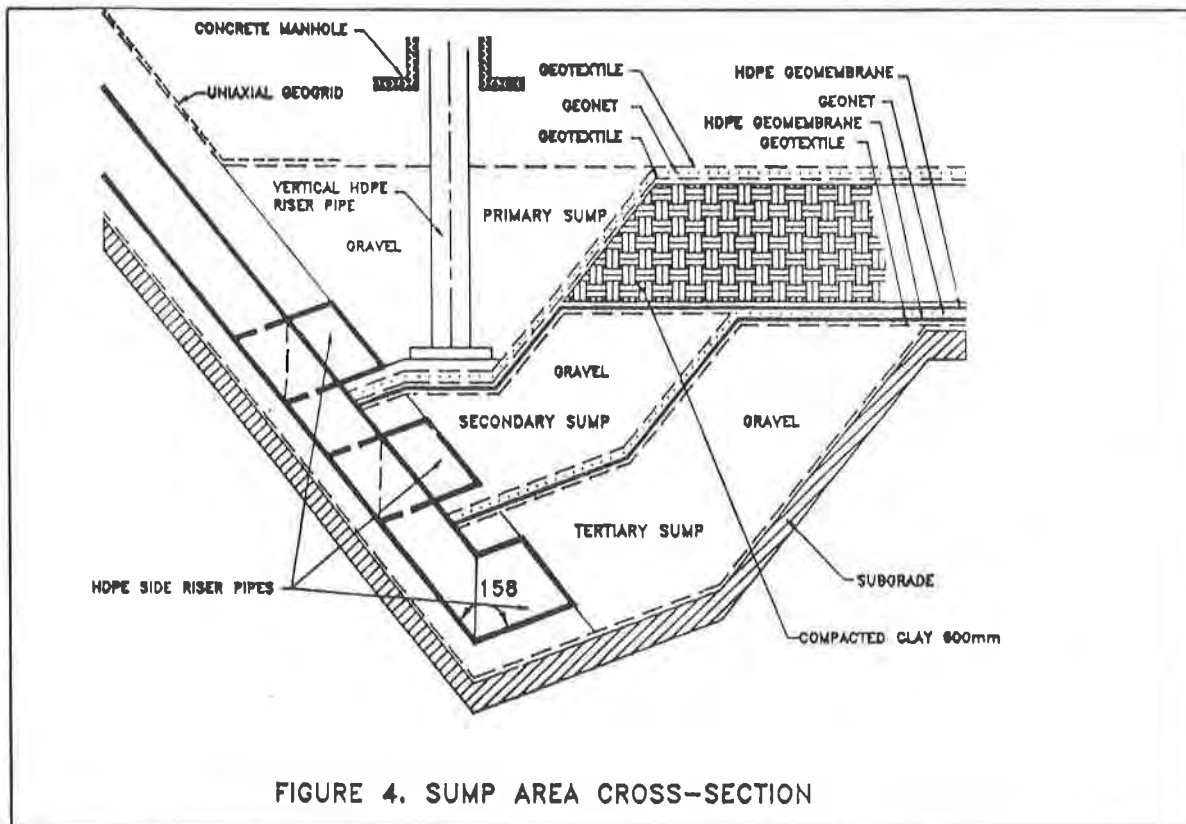 CONCRETE MANHOLE
UNIAXIAL GEOGRID
GEOTEXTILE
GEONET
GEOTEXTILE
HDPE GEOMEMBRANE
GEONET
HDPE GEOMEMBRANE
GEOTEXTILE
VERTICAL HDPE
RISER PIPE
PRIMARY SUMP
GRAVEL
GRAVEL
SECONDARY SUMP
GRAVEL
TERTIARY SUMP
HDPE SIDE RISER PIPES
158
SUBGRADE
COMPACTED CLAY 600mm
FIGURE 4. SUMP AREA CROSS-SECTION